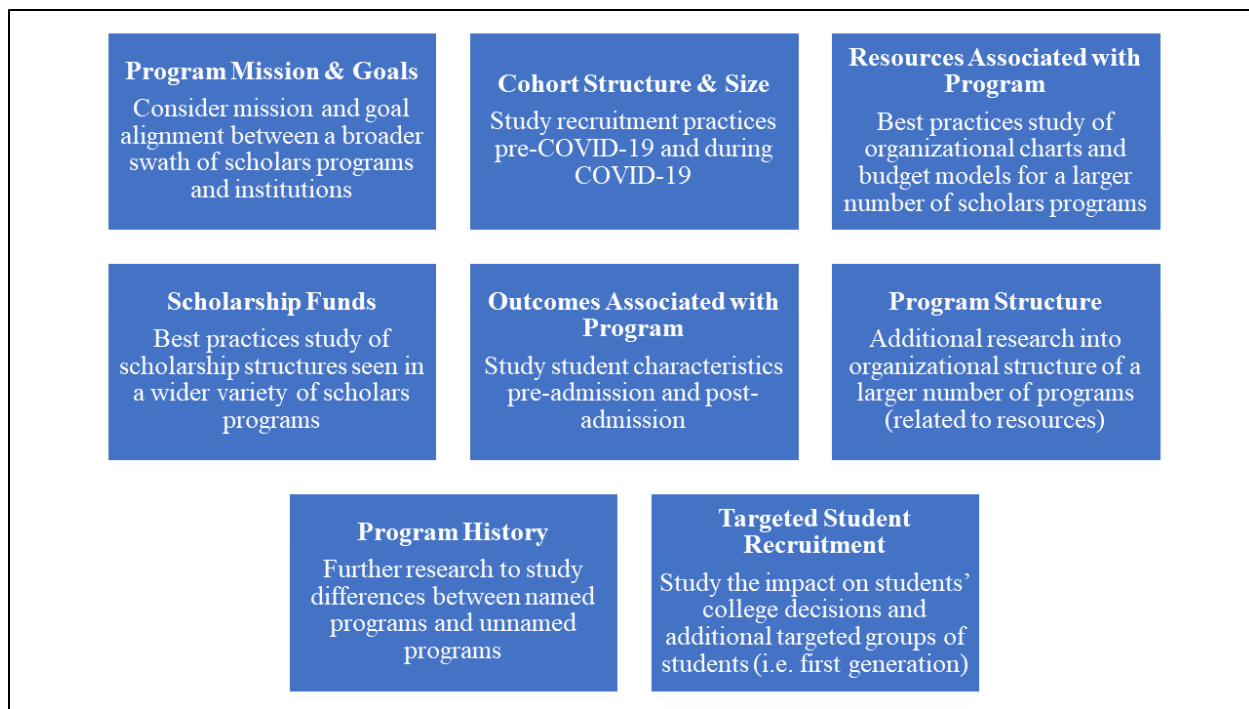 Program Mission & Goals
Consider mission and goal
alignment between a broader
swath of scholars programs
and institutions
Cohort Structure & Size
Study recruitment practices
pre-COVID-19 and during
COVID-19
Resources Associated with
Program
Best practices study of
organizational charts and
budget models for a larger
number of scholars programs
Scholarship Funds
Best practices study of
scholarship structures seen in
a wider variety of scholars
programs
Outcomes Associated with
Program
Study student characteristics
pre-admission and post-
admission
Program Structure
Additional research into
organizational structure of a
larger number of programs
(related to resources)
Program History
Further research to study
differences between named
programs and unnamed
programs
Targeted Student
Recruitment
Study the impact on students’
college decisions and
additional targeted groups of
students (i.e. first generation)